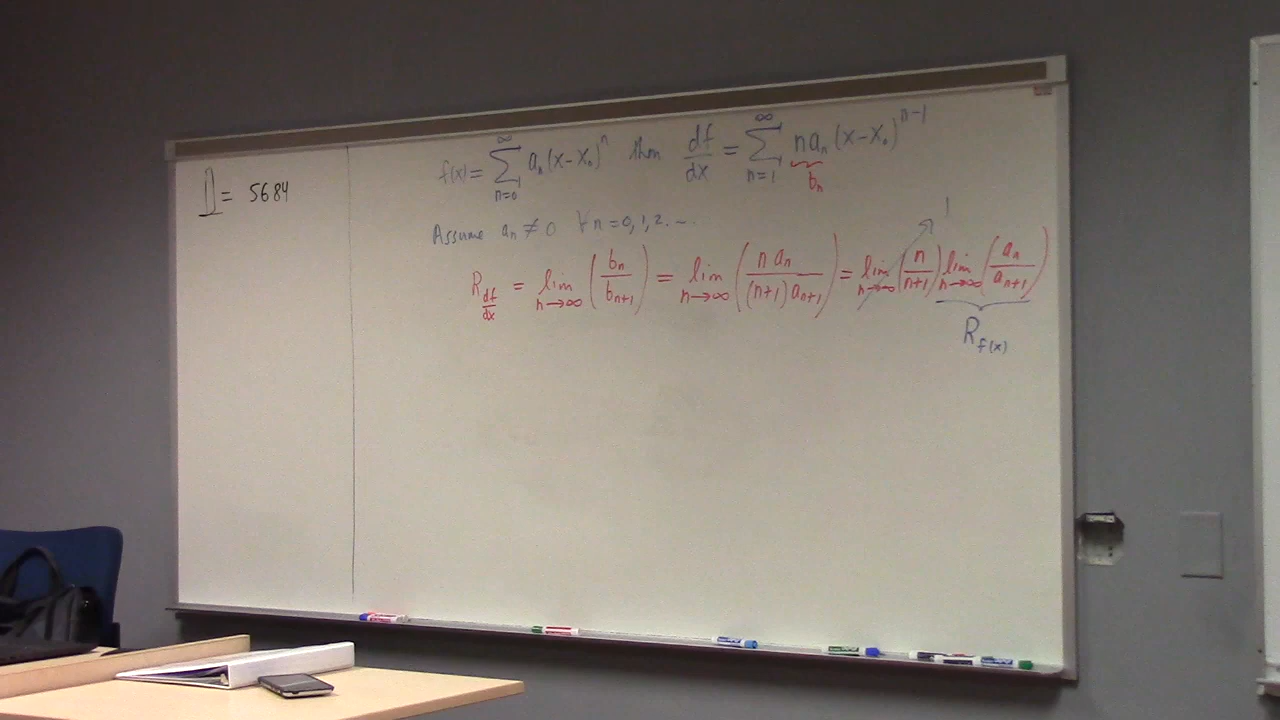 𝔻 = 5684
f(x) = ∑_{n=0}^{∞} a_n (x-x_0)^n then df/dx = ∑_{n=1}^{∞} n a_n (x-x_0)^{n-1}
b_n
Assume a_n ≠ 0 ∀ n = 0, 1, 2. ...
1
R_{df/dx} = lim_{n→∞} (b_n / b_{n+1}) = lim_{n→∞} (n a_n / (n+1) a_{n+1}) = lim_{n→∞} (n / n+1) lim_{n→∞} (a_n / a_{n+1})
R_{f(x)}